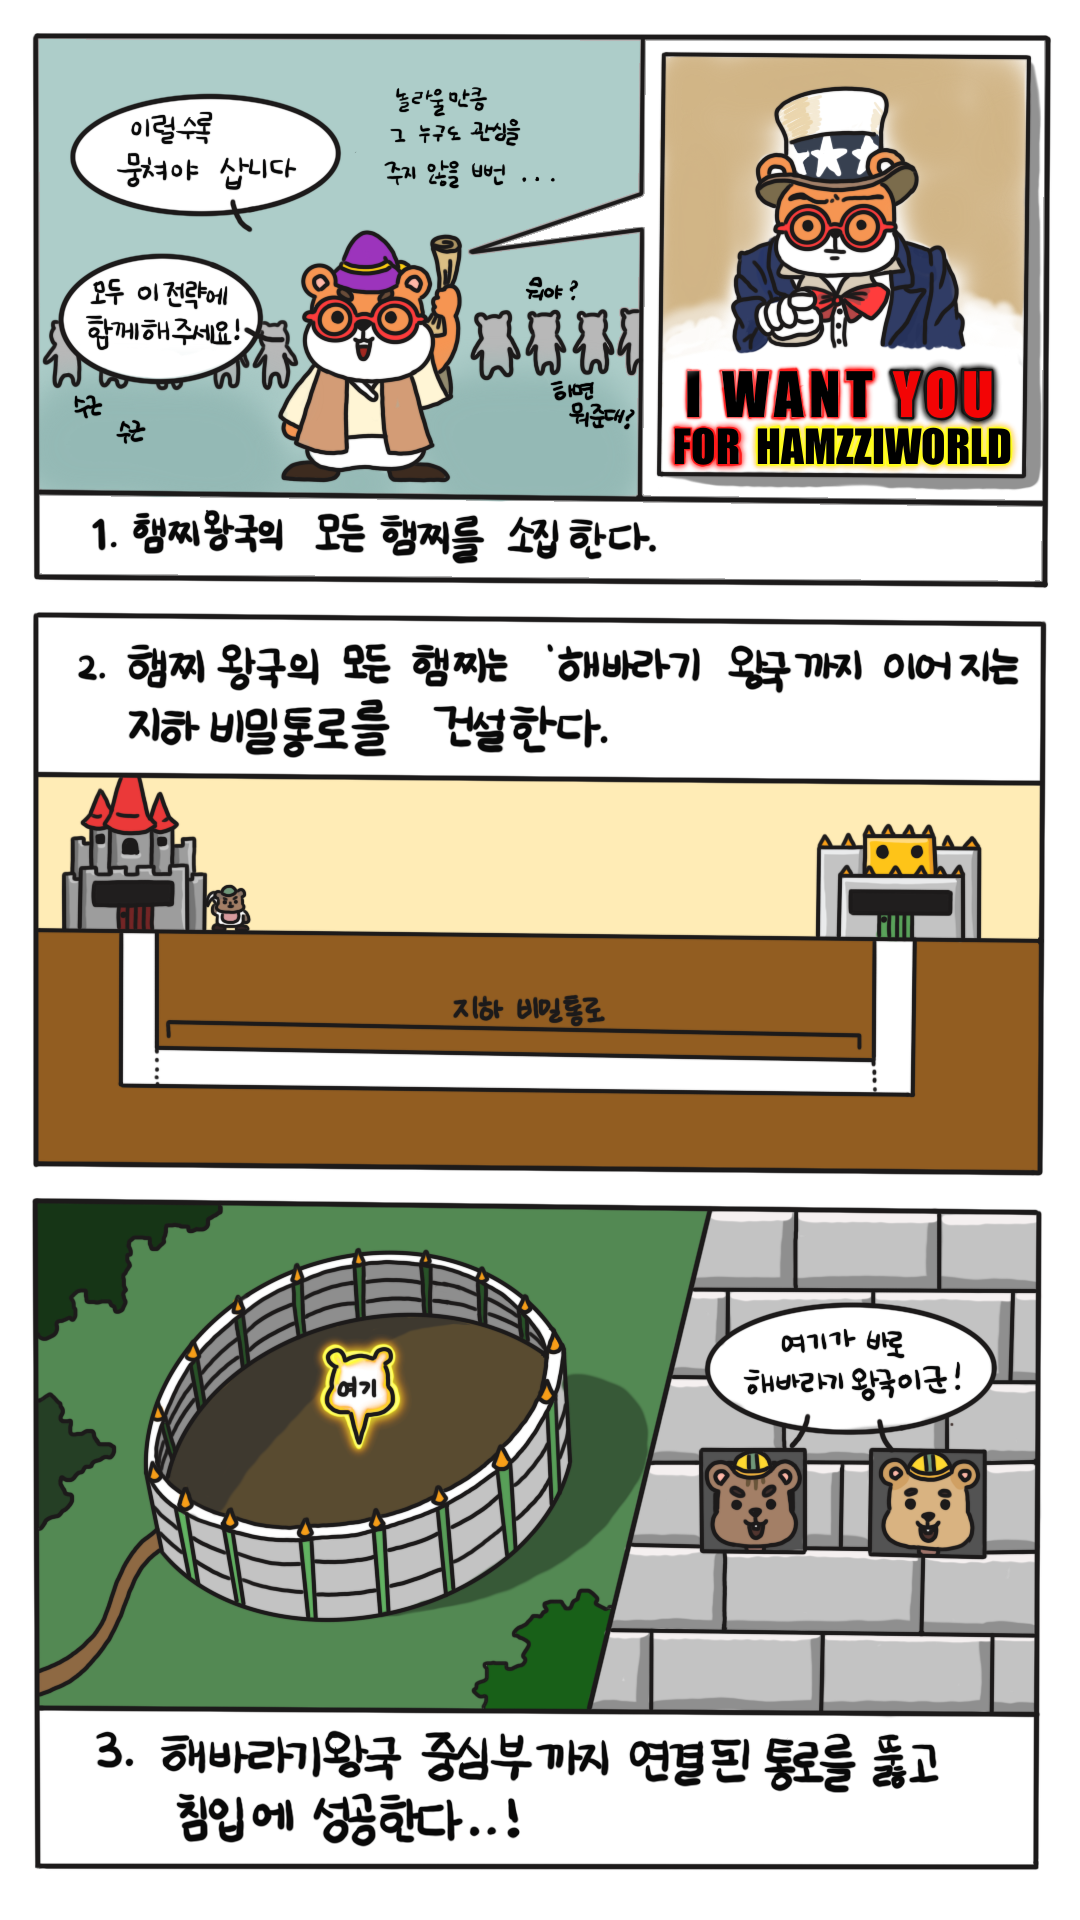 이럴수록
뭉쳐야 삽니다
놀라울만큼
그 누구도 관심을
주지 않을 뻔 ...
모두 이 전략에
함께해주세요!
수근
수근
뭐야?
하면
뭐준대?
I WANT YOU
FOR HAMZZIWORLD
1. 햄찌왕국의 모든 햄찌를 소집한다.
2. 햄찌 왕국의 모든 햄찌는 '해바라기 왕국까지 이어지는
지하 비밀통로를 건설한다.
지하 비밀통로
여기
여기가 바로
해바라기 왕국이군!
3. 해바라기왕국 중심부까지 연결된 통로를 뚫고
침입에 성공한다..!